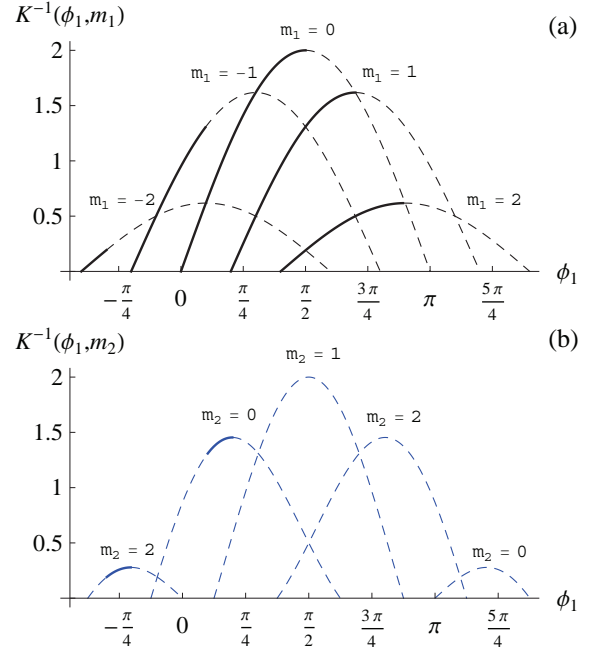 K⁻¹(ϕ₁,m₁)
(a)
m₁ = 0
m₁ = -1
m₁ = 1
m₁ = -2
m₁ = 2
2
1.5
1
0.5
-π/4 0 π/4 π/2 3π/4 π 5π/4 ϕ₁
K⁻¹(ϕ₁,m₂)
(b)
m₂ = 1
m₂ = 0
m₂ = 2
m₂ = 2
m₂ = 0
2
1.5
1
0.5
-π/4 0 π/4 π/2 3π/4 π 5π/4 ϕ₁